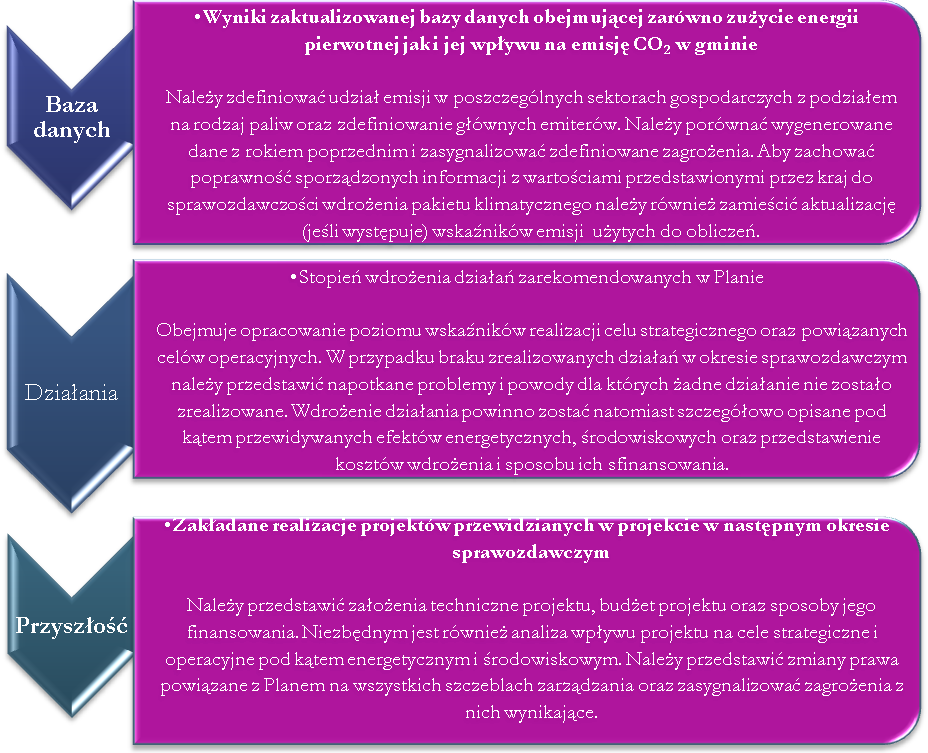 Baza
danych
•Wyniki zaktualizowanej bazy danych obejmującej zarówno zużycie energii
pierwotnej jak i jej wpływu na emisję CO₂ w gminie
Należy zdefiniować udział emisji w poszczególnych sektorach gospodarczych z podziałem
na rodzaj paliw oraz zdefiniowanie głównych emiterów. Należy porównać wygenerowane
dane z rokiem poprzednim i zasygnalizować zdefiniowane zagrożenia. Aby zachować
poprawność sporządzonych informacji z wartościami przedstawionymi przez kraj do
sprawozdawczości wdrożenia pakietu klimatycznego należy również zamieścić aktualizację
(jeśli występuje) wskaźników emisji użytych do obliczeń.
Działania
•Stopień wdrożenia działań zarekomendowanych w Planie
Obejmuje opracowanie poziomu wskaźników realizacji celu strategicznego oraz powiązanych
celów operacyjnych. W przypadku braku zrealizowanych działań w okresie sprawozdawczym
należy przedstawić napotkane problemy i powody dla których żadne działanie nie zostało
zrealizowane. Wdrożenie działania powinno zostać natomiast szczegółowo opisane pod
kątem przewidywanych efektów energetycznych, środowiskowych oraz przedstawienie
kosztów wdrożenia i sposobu ich sfinansowania.
Przyszłość
•Zakładane realizacje projektów przewidzianych w projekcie w następnym okresie
sprawozdawczym
Należy przedstawić założenia techniczne projektu, budżet projektu oraz sposoby jego
finansowania. Niezbędnym jest również analiza wpływu projektu na cele strategiczne i
operacyjne pod kątem energetycznym i środowiskowym. Należy przedstawić zmiany prawa
powiązane z Planem na wszystkich szczeblach zarządzania oraz zasygnalizować zagrożenia z
nich wynikające.